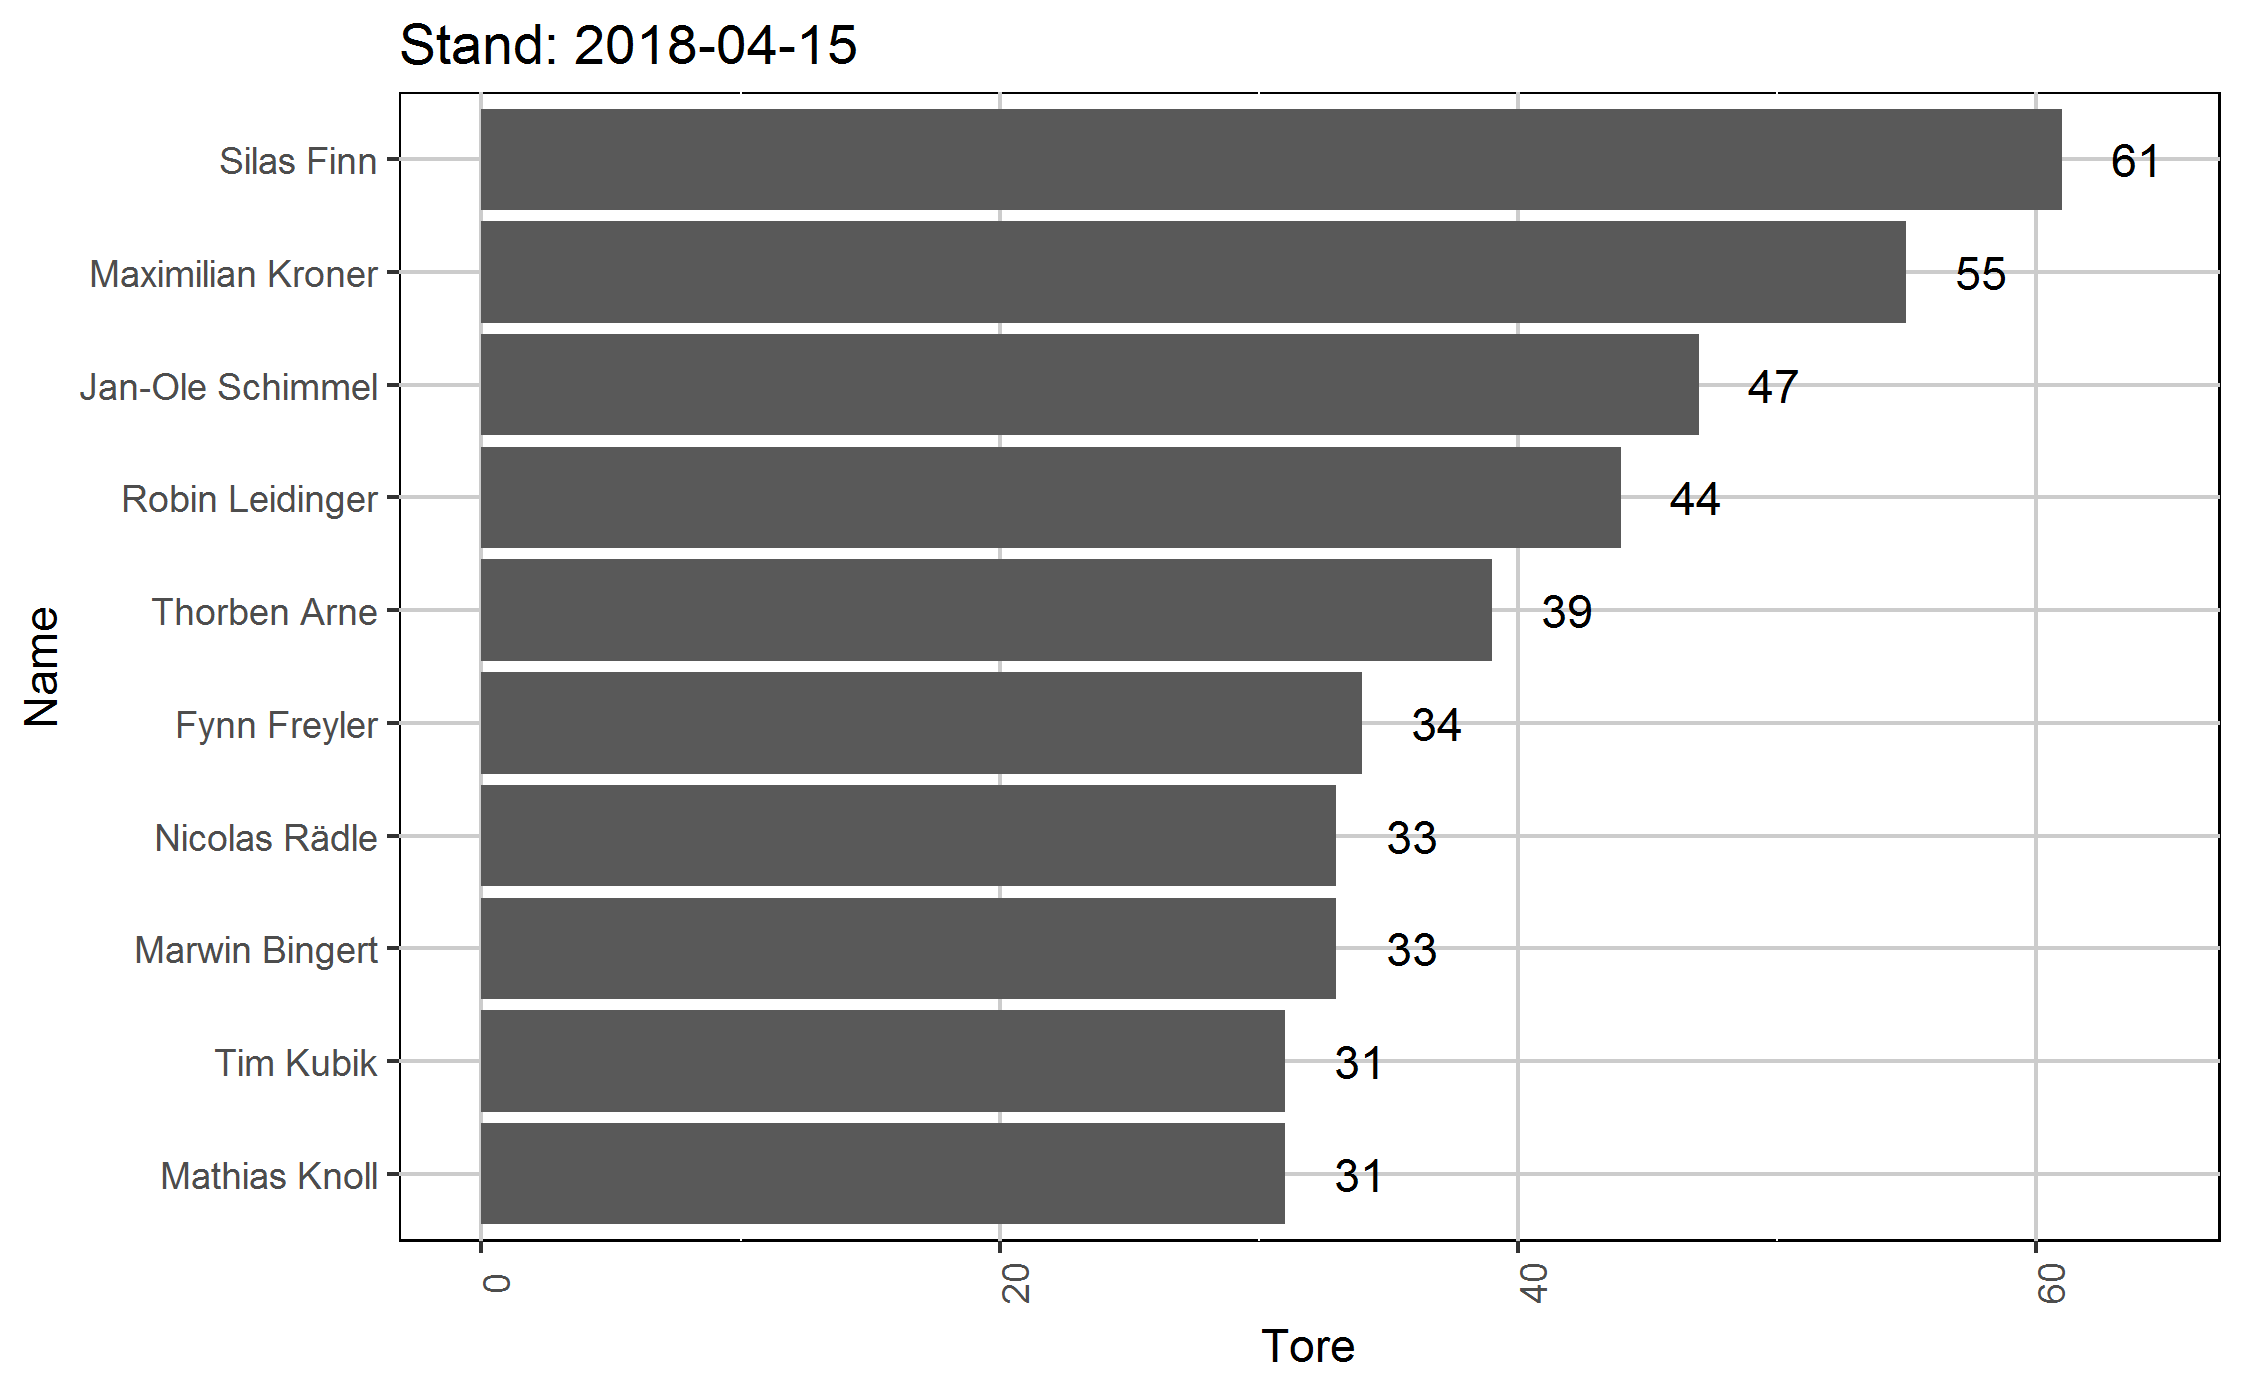 Stand: 2018-04-15
Silas Finn 61
Maximilian Kroner 55
Jan-Ole Schimmel 47
Robin Leidinger 44
Thorben Arne 39
Fynn Freyler 34
Nicolas Rädle 33
Marwin Bingert 33
Tim Kubik 31
Mathias Knoll 31
Name
0 20 40 60
Tore